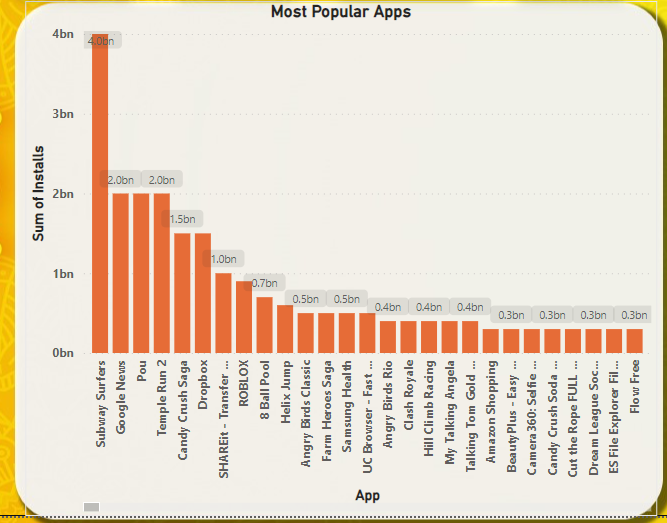 Most Popular Apps
4bn
3bn
2bn
1bn
0bn
Sum of Installs
4.0bn
2.0bn
2.0bn
1.5bn
1.0bn
0.7bn
0.5bn
0.5bn
0.4bn
0.4bn
0.4bn
0.3bn
0.3bn
0.3bn
0.3bn
Subway Surfers
Google News
Pou
Temple Run 2
Candy Crush Saga
Dropbox
SHAREit - Transfer ...
ROBLOX
8 Ball Pool
Helix Jump
Angry Birds Classic
Farm Heroes Saga
Samsung Health
UC Browser - Fast ...
Angry Birds Rio
Clash Royale
Hill Climb Racing
My Talking Angela
Talking Tom Gold ...
Amazon Shopping
BeautyPlus - Easy ...
Camera360: Selfie ...
Candy Crush Soda ...
Cut the Rope FULL ...
Dream League Soc...
ES File Explorer Fil...
Flow Free
App